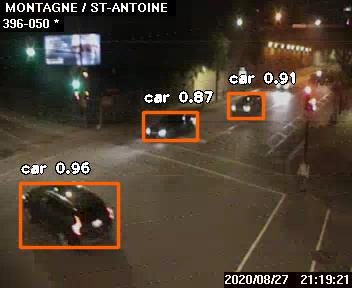 MONTAGNE / ST-ANTOINE
396-050 *
car 0.91
car 0.87
car 0.96
2020/08/27 21:19:21